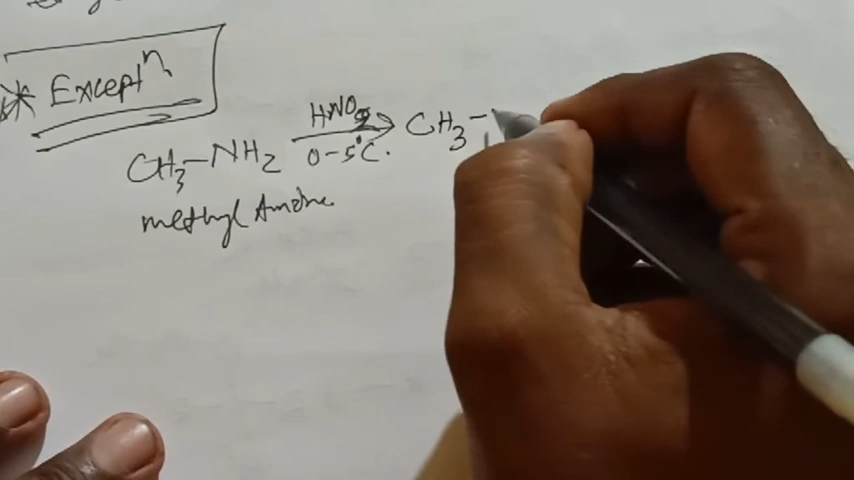 * Exceptⁿ
CH₃-NH₂ HNO₂ 0-5°C. → CH₃-
methyl Amine